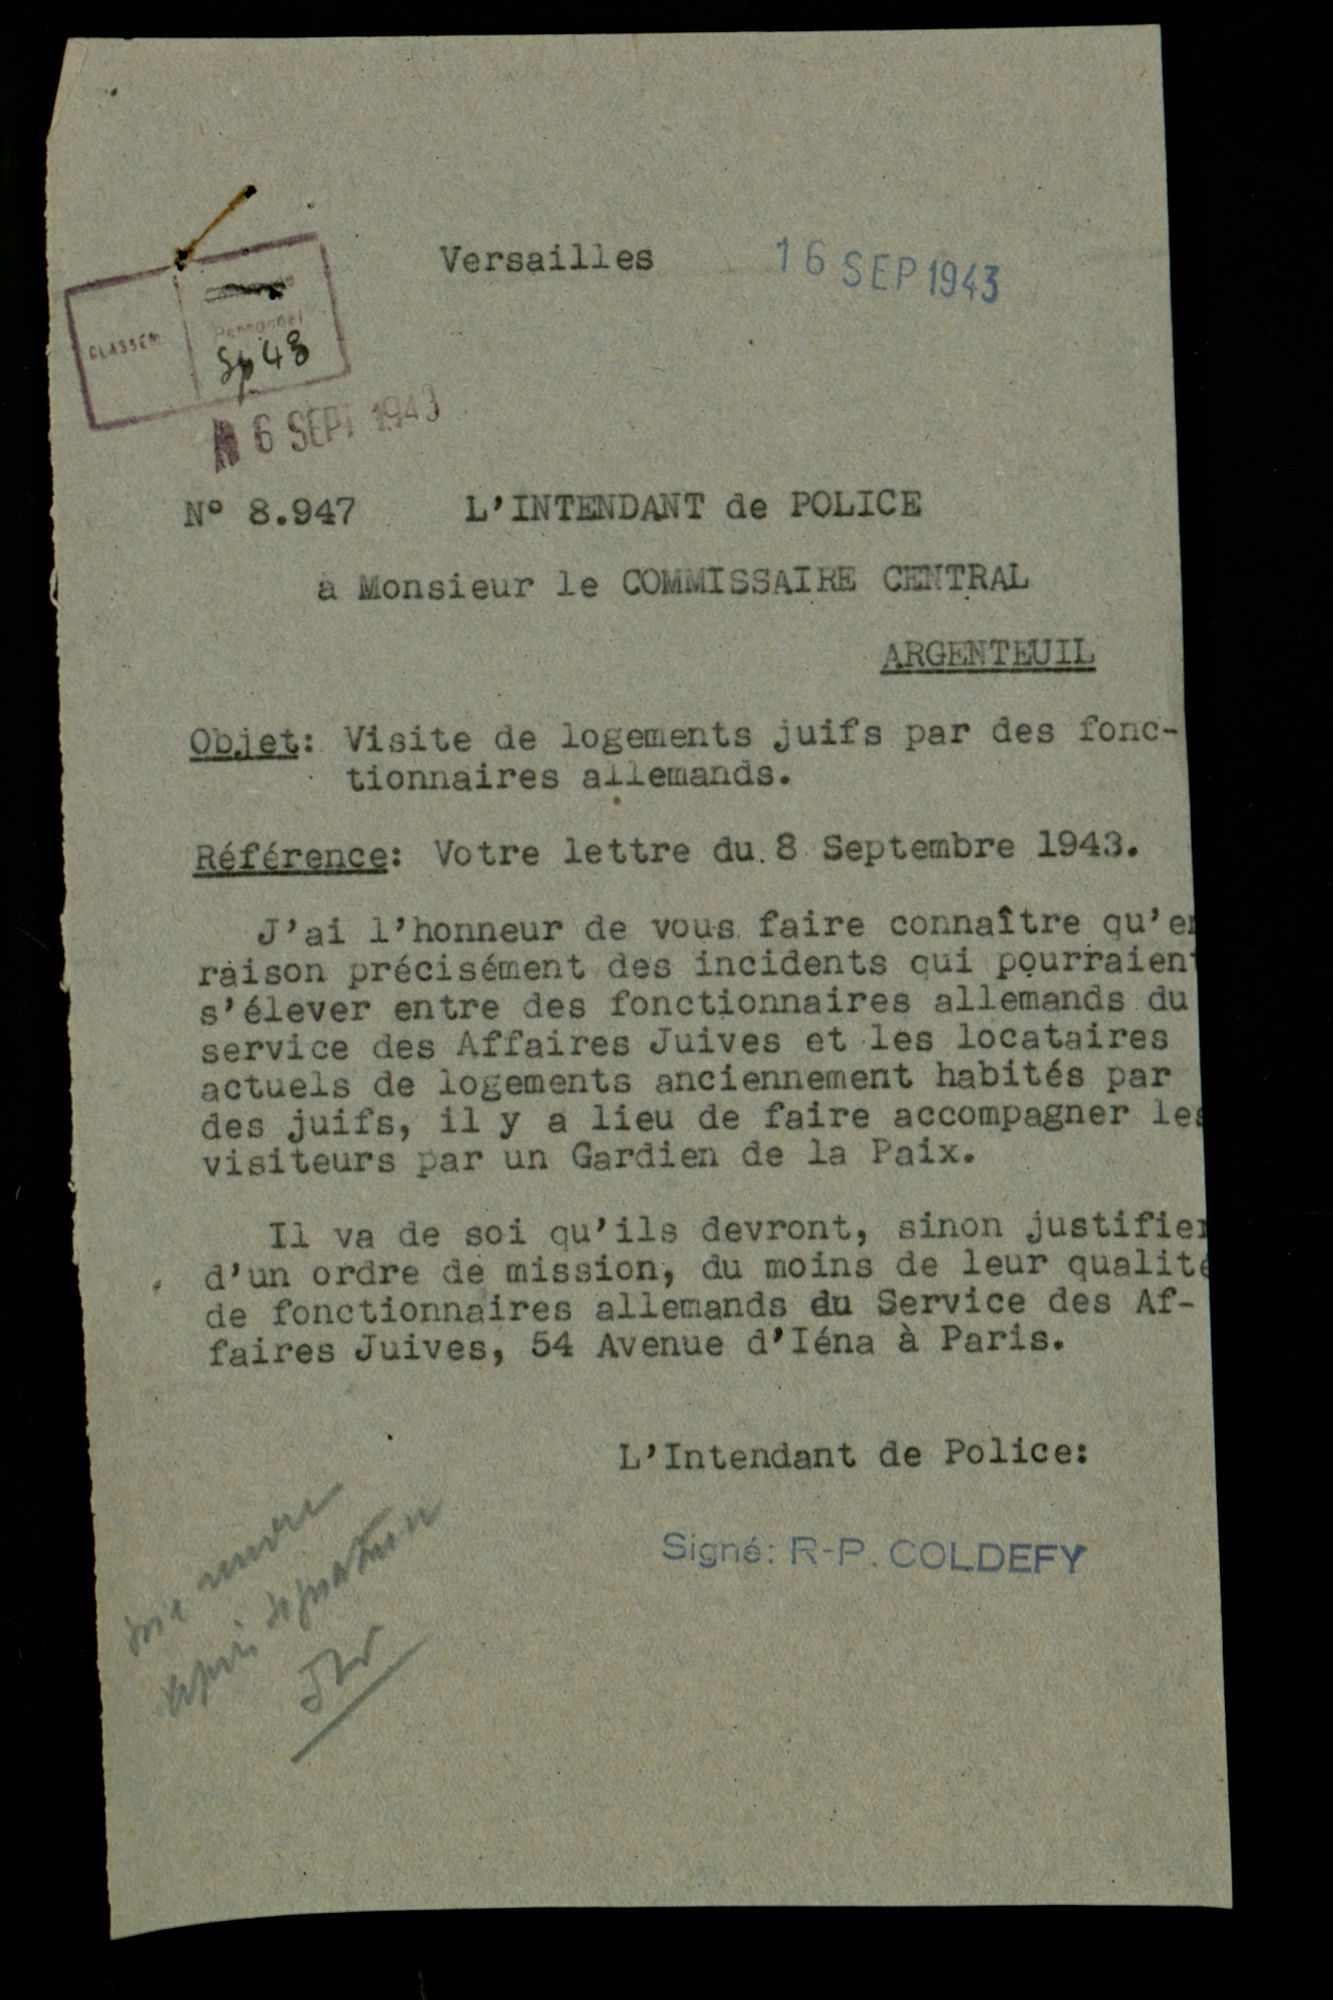 Versailles 16 SEP 1943
CLASSER
Personnel
Sp 43
6 SEPT 1943
N° 8.947 L'INTENDANT de POLICE
à Monsieur le COMMISSAIRE CENTRAL
ARGENTEUIL
Objet: Visite de logements juifs par des fonc-
tionnaires allemands.
Référence: Votre lettre du 8 Septembre 1943.
J'ai l'honneur de vous faire connaître qu'en
raison précisément des incidents qui pourraient
s'élever entre des fonctionnaires allemands du
service des Affaires Juives et les locataires
actuels de logements anciennement habités par
des juifs, il y a lieu de faire accompagner les
visiteurs par un Gardien de la Paix.
Il va de soi qu'ils devront, sinon justifier
d'un ordre de mission, du moins de leur qualité
de fonctionnaires allemands du Service des Af-
faires Juives, 54 Avenue d'Iéna à Paris.
L'Intendant de Police:
Signé: R-P. COLDEFY